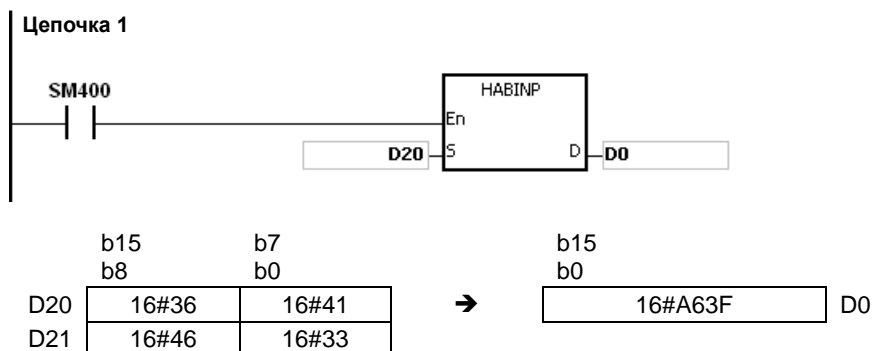 Цепочка 1
SM400
HABINP
En
D20 S D D0
b15 b7 b15
b8 b0 b0
D20 16#36 16#41 ➔ 16#A63F D0
D21 16#46 16#33